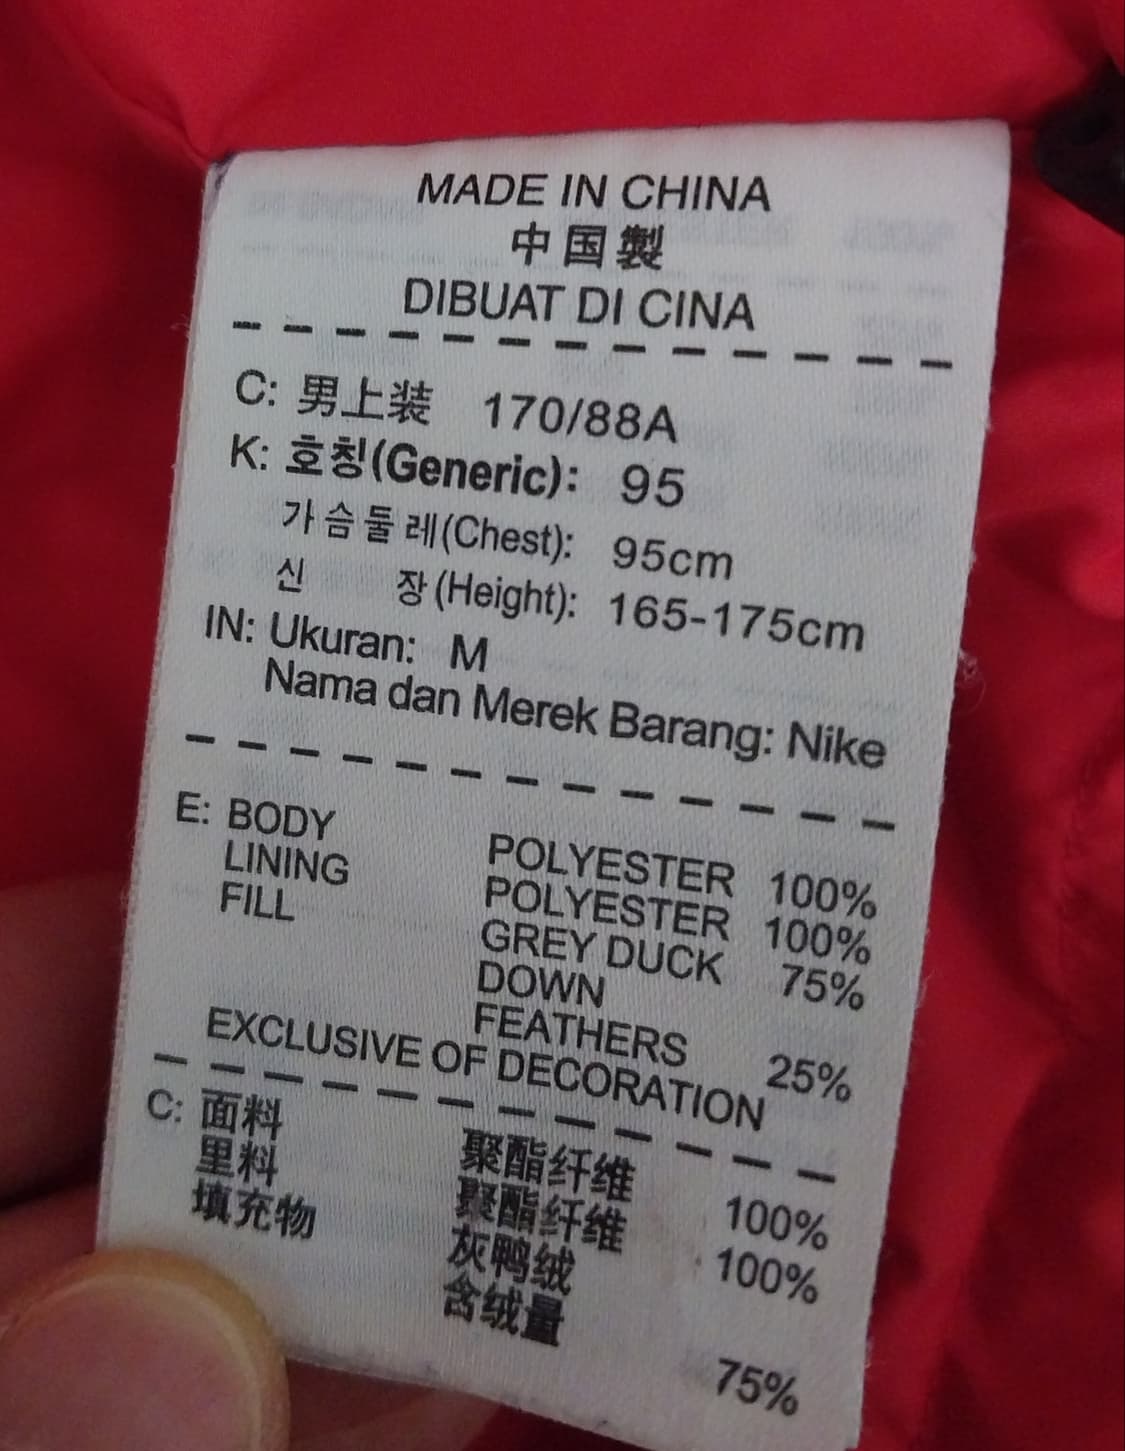 MADE IN CHINA
中国製
DIBUAT DI CINA
C: 男上装 170/88A
K: 호칭(Generic): 95
가슴둘레(Chest): 95cm
신 장(Height): 165-175cm
IN: Ukuran: M
Nama dan Merek Barang: Nike
E: BODY POLYESTER 100%
LINING POLYESTER 100%
FILL GREY DUCK 75%
DOWN
FEATHERS 25%
EXCLUSIVE OF DECORATION
C: 面料 聚酯纤维 100%
里料 聚酯纤维 100%
填充物 灰鸭绒
含绒量 75%